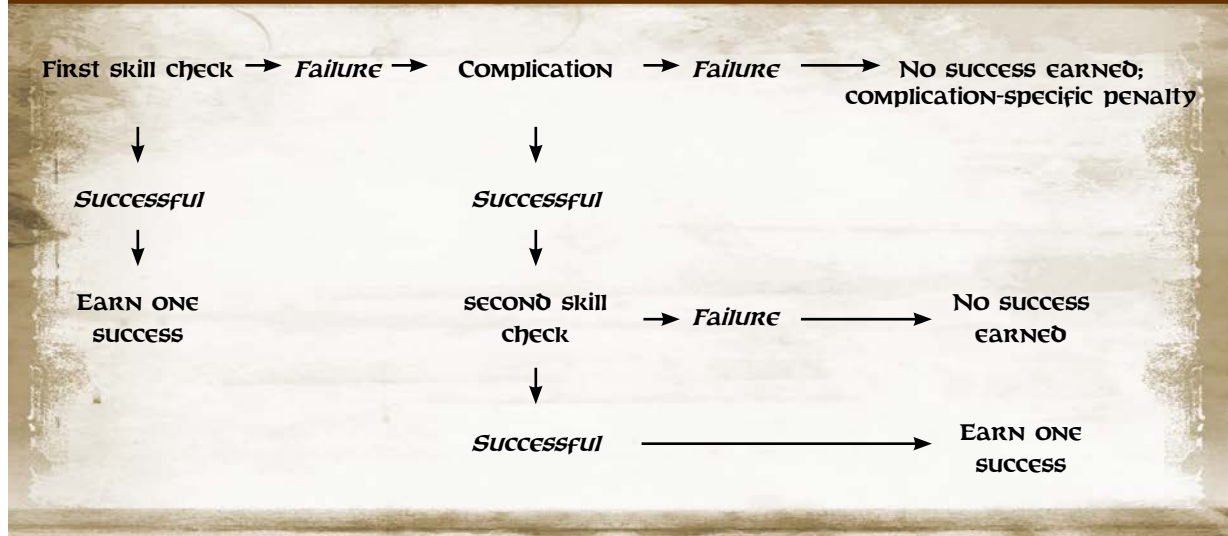 First skill check Failure Complication Failure No success earned;
complication-specific penalty
Successful Successful
Earn one
success
second skill
check
Failure
No success
earned
Successful
Earn one
success